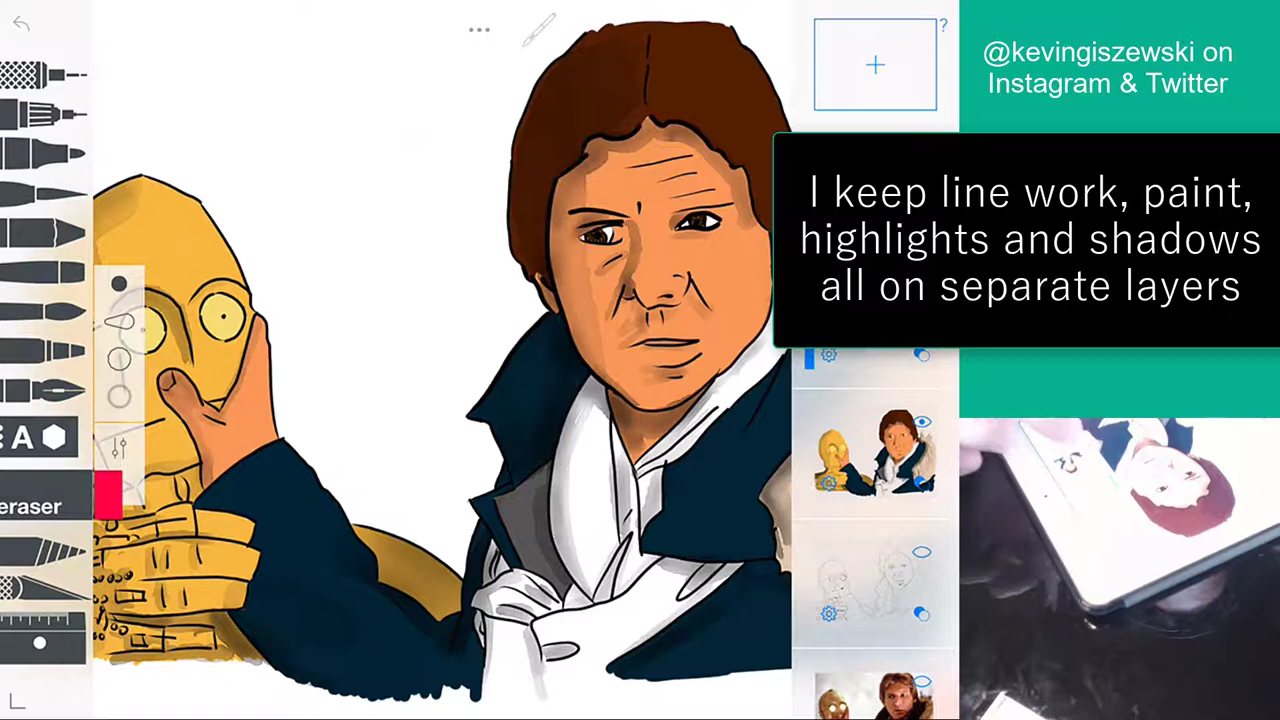 ?
@kevingiszewski on
Instagram & Twitter
I keep line work, paint,
highlights and shadows
all on separate layers
A
eraser